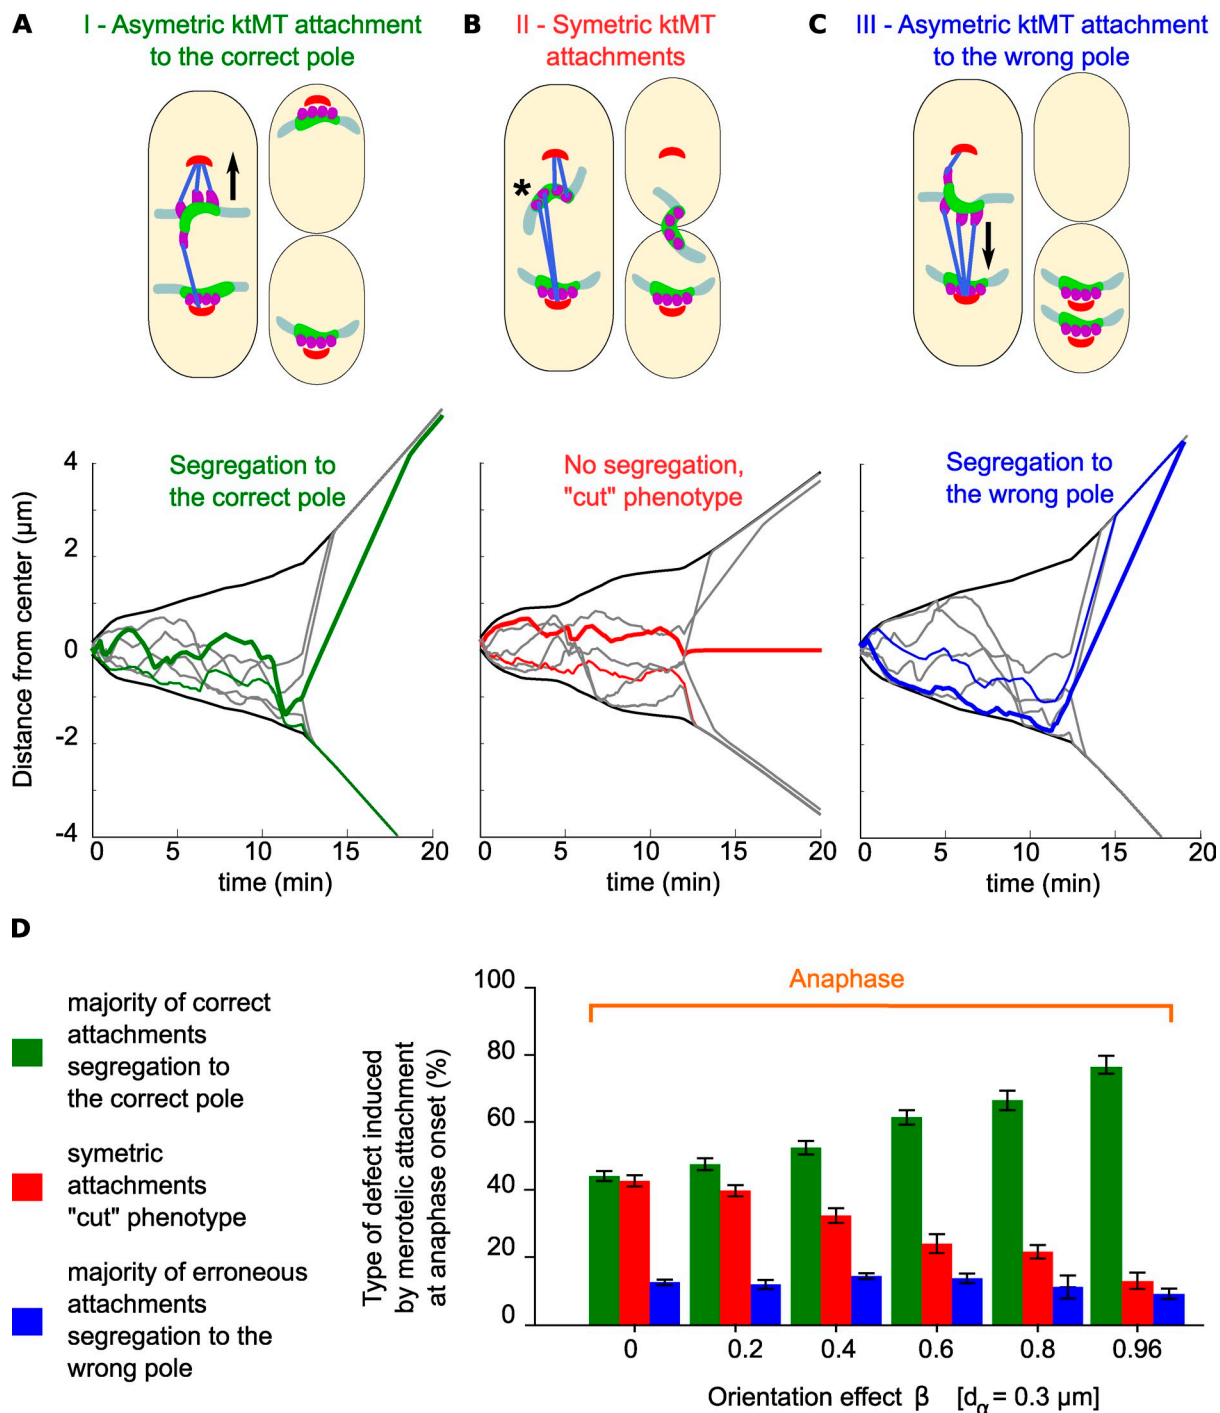 A
I - Asymetric ktMT attachment
to the correct pole
B
II - Symetric ktMT
attachments
C
III - Asymetric ktMT attachment
to the wrong pole
*
Distance from center (µm)
4
2
0
-2
-4
Segregation to
the correct pole
0 5 10 15 20
time (min)
No segregation,
"cut" phenotype
0 5 10 15 20
time (min)
Segregation to
the wrong pole
0 5 10 15 20
time (min)
D
majority of correct
attachments
segregation to
the correct pole
symetric
attachments
"cut" phenotype
majority of erroneous
attachments
segregation to the
wrong pole
Type of defect induced
by merotelic attachment
at anaphase onset (%)
100
80
60
40
20
0
Anaphase
0 0.2 0.4 0.6 0.8 0.96
Orientation effect β [dα = 0.3 µm]